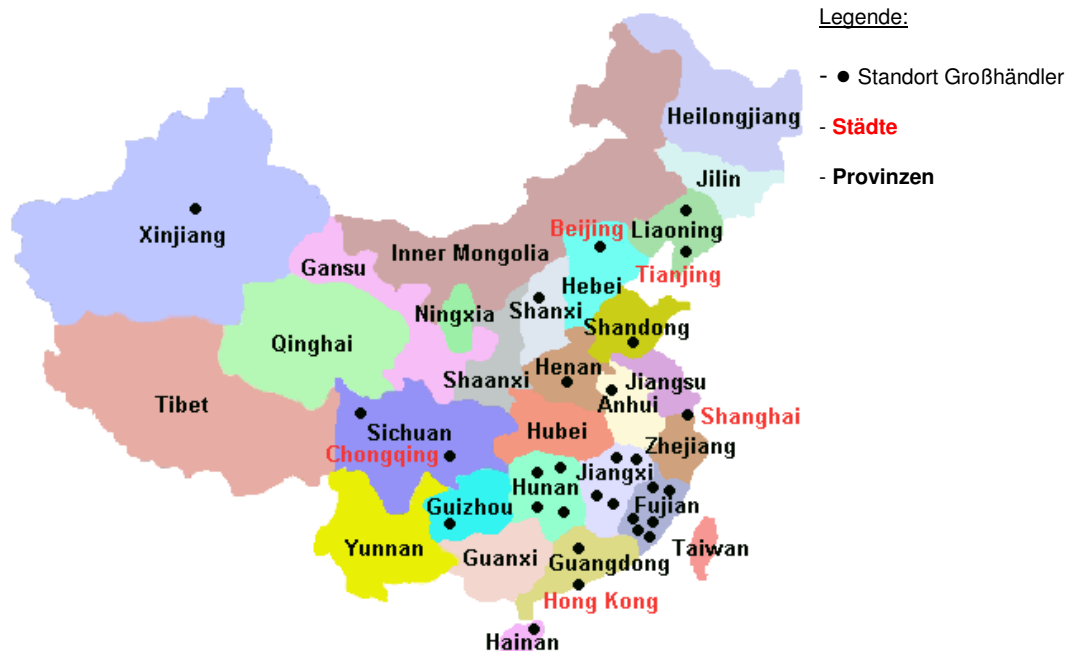 Legende:
- ● Standort Großhändler
- Städte
- Provinzen
Heilongjiang
Jilin
Liaoning
Beijing
Xinjiang
Inner Mongolia
Gansu
Tianjing
Hebei
Ningxia
Shanxi
Shandong
Qinghai
Henan
Shaanxi
Jiangsu
Anhui
Tibet
Shanghai
Sichuan
Hubei
Zhejiang
Chongqing
Jiangxi
Hunan
Guizhou
Fujian
Yunnan
Guanxi
Guangdong
Taiwan
Hong Kong
Hainan